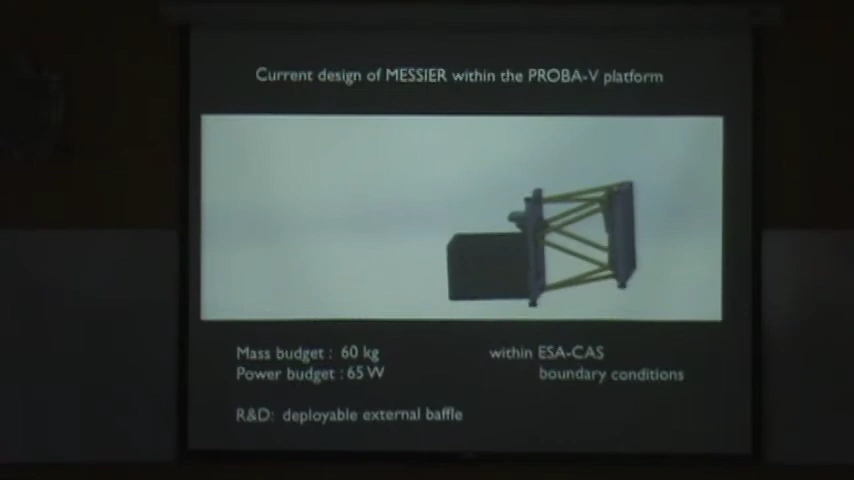 Current design of MESSIER within the PROBA-V platform
Mass budget : 60 kg
Power budget : 65 W
within ESA-CAS
boundary conditions
R&D: deployable external baffle